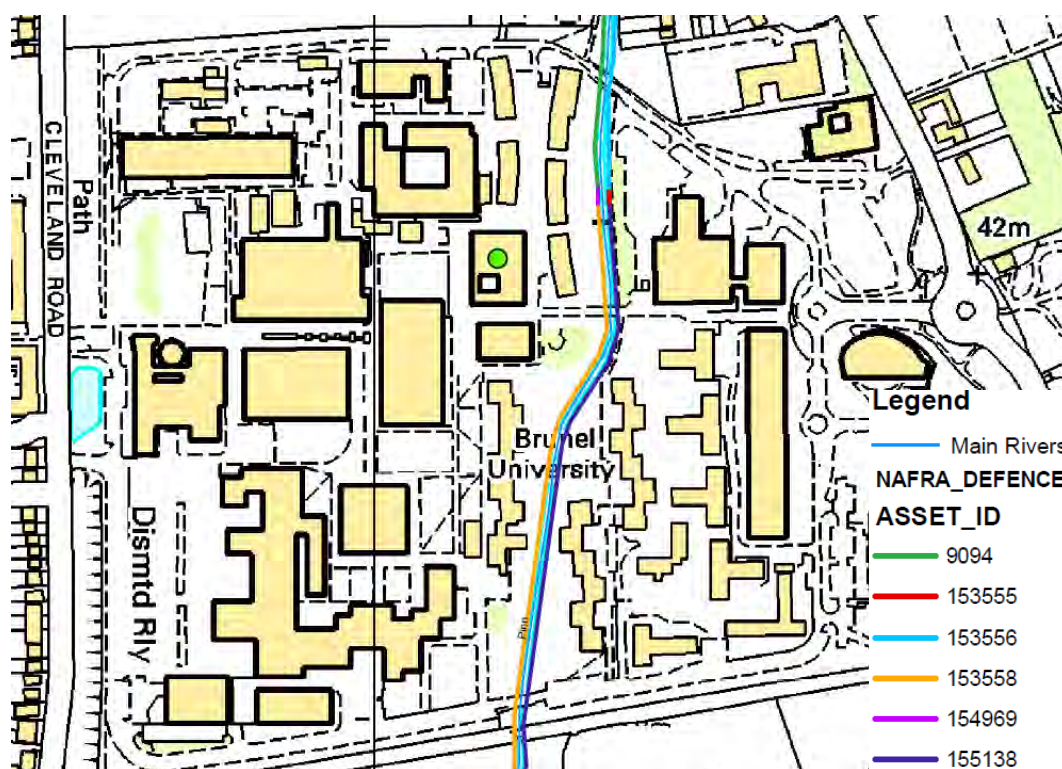 CLEVELAND ROAD
Path
42m
Brunel
University
Pinn
Dismtd Rly
Legend
Main Rivers
NAFRA_DEFENCE
ASSET_ID
9094
153555
153556
153558
154969
155138